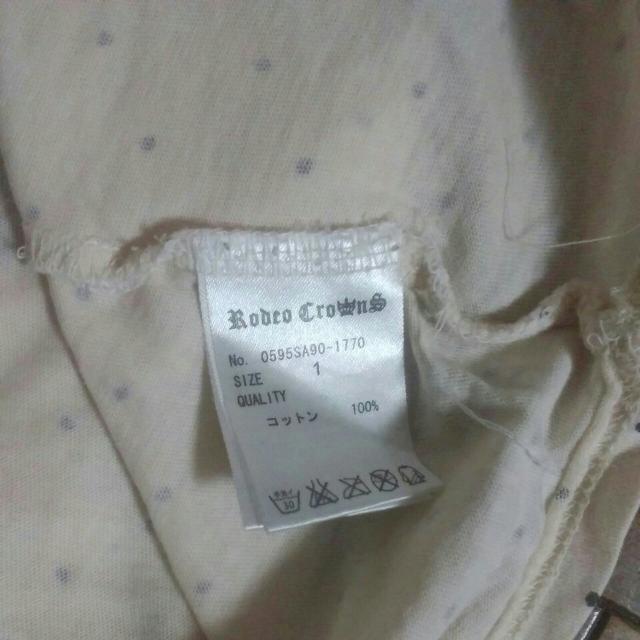 Rodeo Crowns
No. 0595SA90-1770
SIZE 1
QUALITY
コットン 100%
30